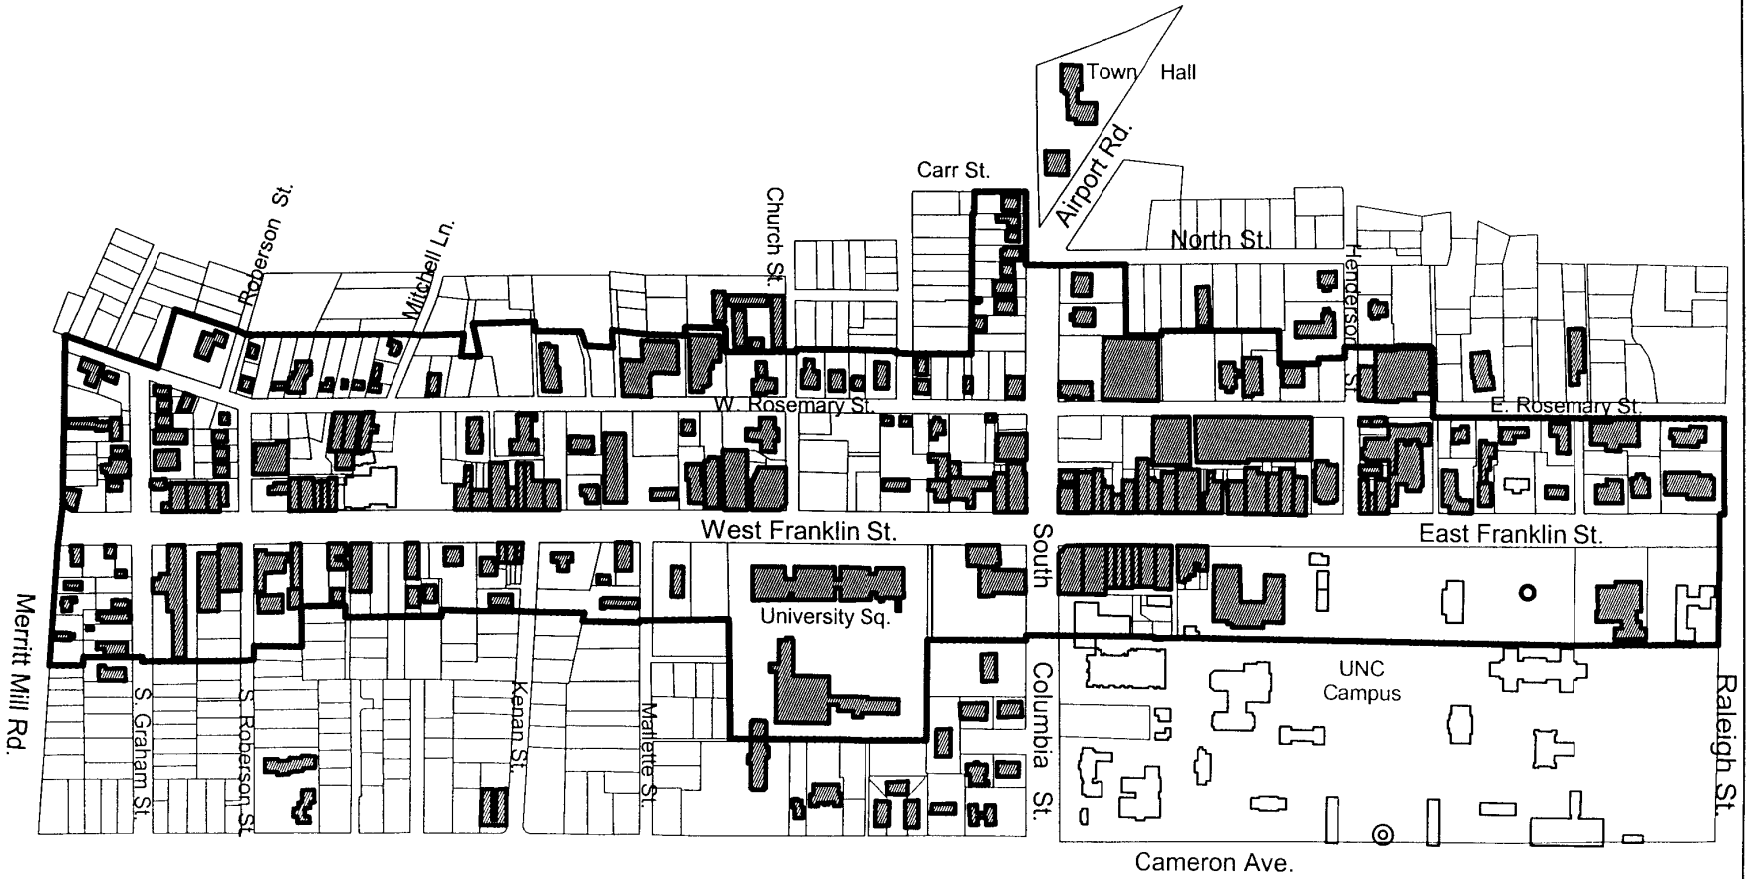 Town Hall
Airport Rd.
Carr St.
Roberson St.
Mitchell Ln.
Church St.
North St.
Henderson St.
W. Rosemary St.
E. Rosemary St.
West Franklin St.
East Franklin St.
South Columbia St.
University Sq.
UNC
Campus
Merritt Mill Rd.
S. Graham St.
S. Roberson St.
Kenan St.
Mallette St.
Raleigh St.
Cameron Ave.